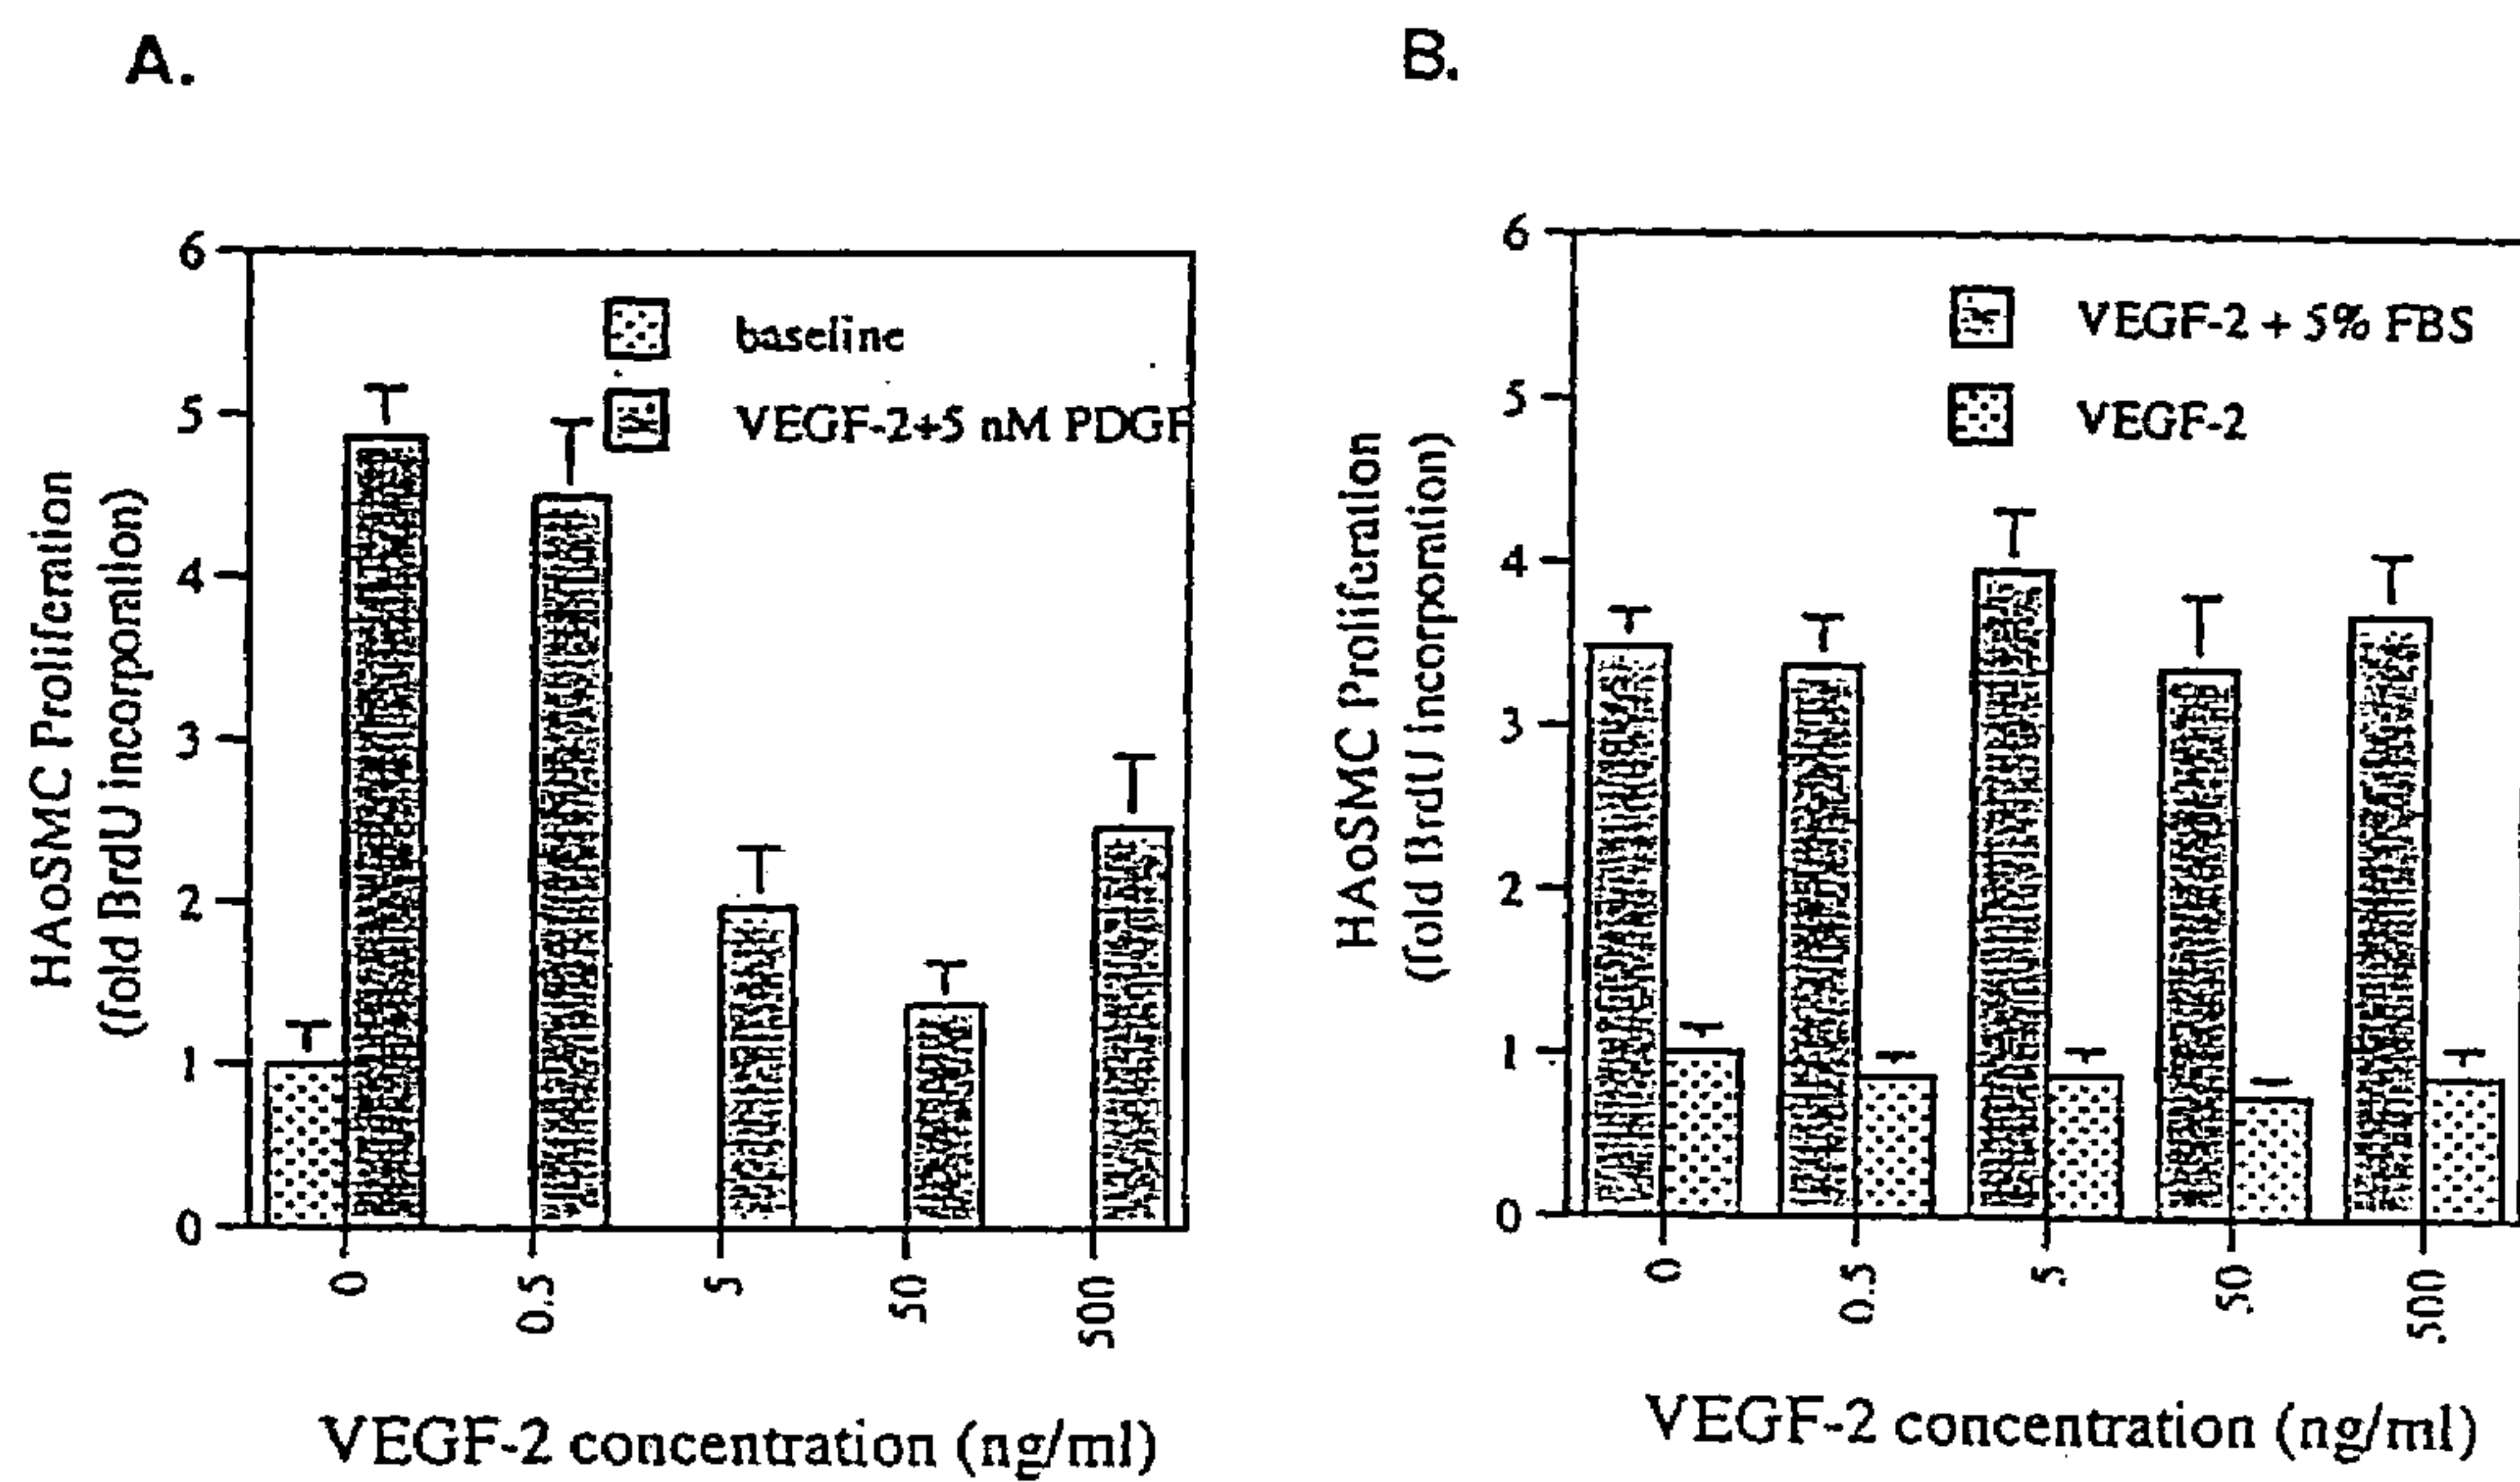 A.
6
5
4
3
2
1
0
HAoSMC Proliferation
(fold BrdU incorporation)
baseline
VEGF-2+5 nM PDGF
0
0.5
5
50
500
VEGF-2 concentration (ng/ml)
B.
6
5
4
3
2
1
0
HAoSMC Proliferation
(fold BrdU incorporation)
VEGF-2 + 5% FBS
VEGF-2
0
0.5
5
50
500
VEGF-2 concentration (ng/ml)